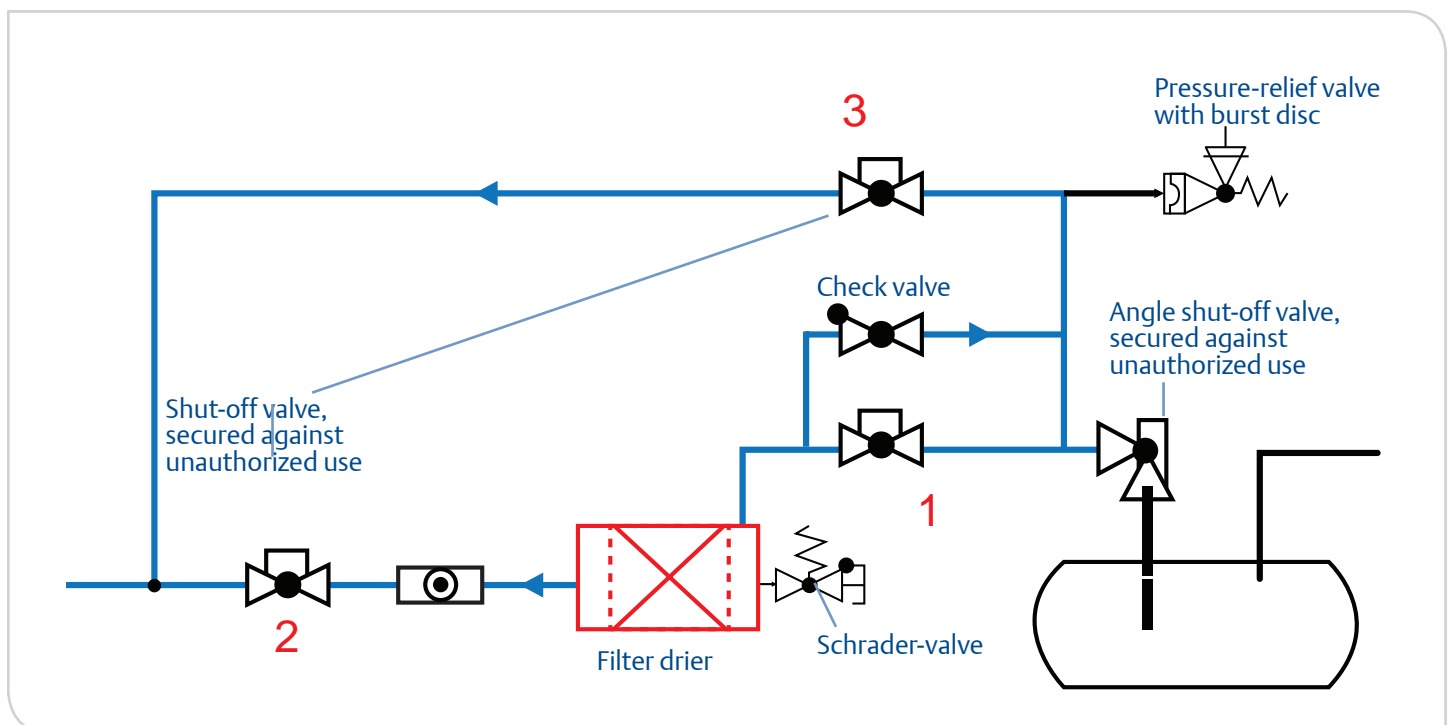 3
Pressure-relief valve
with burst disc
Check valve
Angle shut-off valve,
secured against
unauthorized use
Shut-off valve,
secured against
unauthorized use
1
2
Filter drier
Schrader-valve